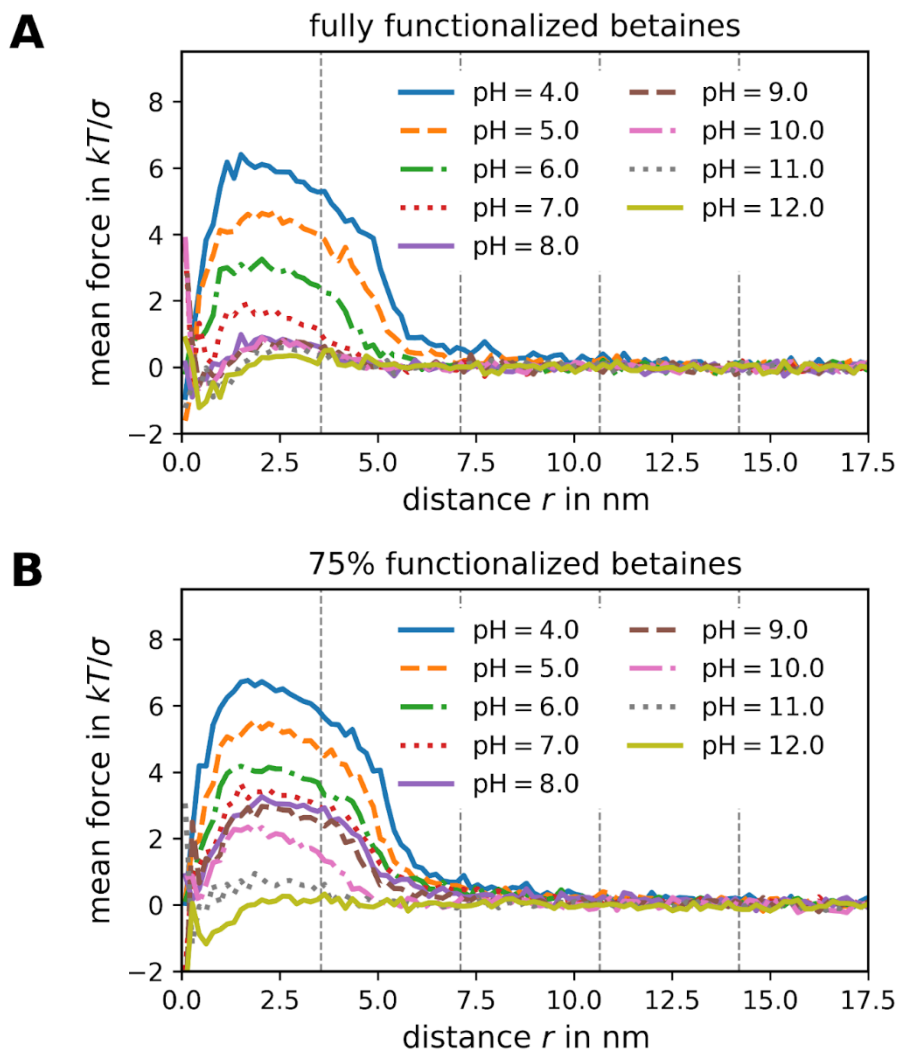 A
fully functionalized betaines
mean force in kT/σ
8
6
4
2
0
−2
pH = 4.0
pH = 5.0
pH = 6.0
pH = 7.0
pH = 8.0
pH = 9.0
pH = 10.0
pH = 11.0
pH = 12.0
0.0 2.5 5.0 7.5 10.0 12.5 15.0 17.5
distance r in nm
B
75% functionalized betaines
mean force in kT/σ
8
6
4
2
0
−2
pH = 4.0
pH = 5.0
pH = 6.0
pH = 7.0
pH = 8.0
pH = 9.0
pH = 10.0
pH = 11.0
pH = 12.0
0.0 2.5 5.0 7.5 10.0 12.5 15.0 17.5
distance r in nm